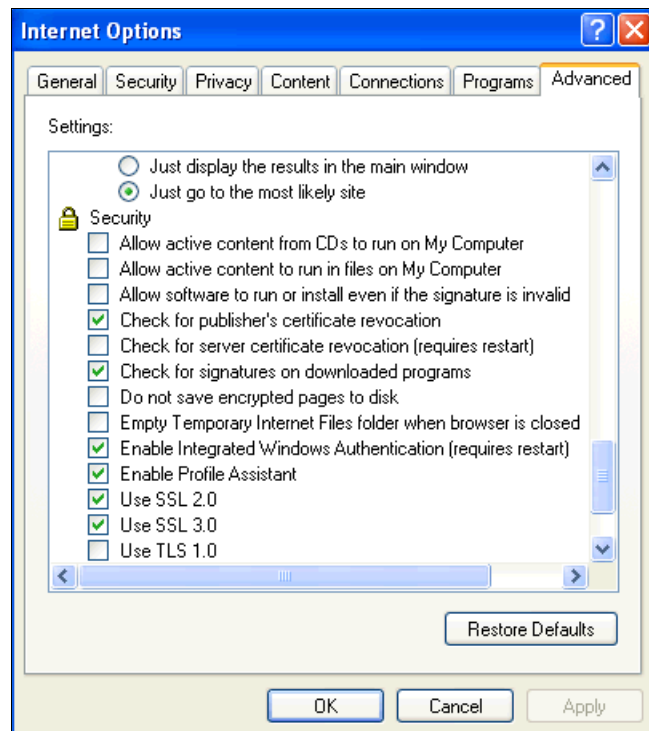 Internet Options
General Security Privacy Content Connections Programs Advanced
Settings:
Just display the results in the main window
Just go to the most likely site
Security
Allow active content from CDs to run on My Computer
Allow active content to run in files on My Computer
Allow software to run or install even if the signature is invalid
Check for publisher's certificate revocation
Check for server certificate revocation (requires restart)
Check for signatures on downloaded programs
Do not save encrypted pages to disk
Empty Temporary Internet Files folder when browser is closed
Enable Integrated Windows Authentication (requires restart)
Enable Profile Assistant
Use SSL 2.0
Use SSL 3.0
Use TLS 1.0
Restore Defaults
OK Cancel Apply